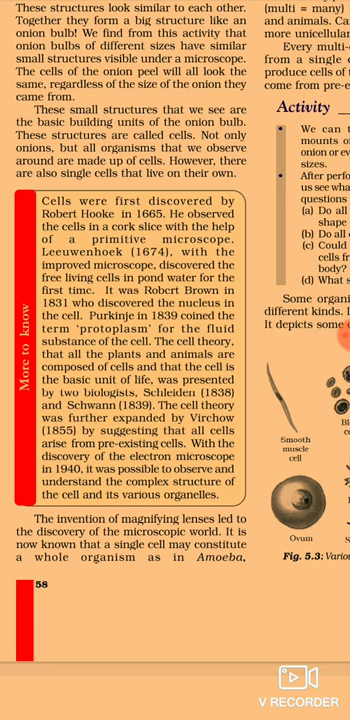 These structures look similar to each other.
Together they form a big structure like an
onion bulb! We find from this activity that
onion bulbs of different sizes have similar
small structures visible under a microscope.
The cells of the onion peel will all look the
same, regardless of the size of the onion they
came from.
These small structures that we see are
the basic building units of the onion bulb.
These structures are called cells. Not only
onions, but all organisms that we observe
around are made up of cells. However, there
are also single cells that live on their own.
More to know
Cells were first discovered by
Robert Hooke in 1665. He observed
the cells in a cork slice with the help
of a primitive microscope.
Leeuwenhoek (1674), with the
improved microscope, discovered the
free living cells in pond water for the
first time. It was Robert Brown in
1831 who discovered the nucleus in
the cell. Purkinje in 1839 coined the
term 'protoplasm' for the fluid
substance of the cell. The cell theory,
that all the plants and animals are
composed of cells and that the cell is
the basic unit of life, was presented
by two biologists, Schleiden (1838)
and Schwann (1839). The cell theory
was further expanded by Virchow
(1855) by suggesting that all cells
arise from pre-existing cells. With the
discovery of the electron microscope
in 1940, it was possible to observe and
understand the complex structure of
the cell and its various organelles.
The invention of magnifying lenses led to
the discovery of the microscopic world. It is
now known that a single cell may constitute
a whole organism as in Amoeba,
58
(multi = many)
and animals. Ca
more unicellular
Every multi-
from a single
produce cells of
come from pre-e
Activity
• We can
mounts o
onion or ev
sizes.
• After perfo
us see wha
questions
(a) Do all
shape
(b) Do all
(c) Could
cells fr
body?
(d) What s
Some organi
different kinds.
It depicts some
Smooth
muscle
cell
Bl
c
Ovum
S
Fig. 5.3: Variou
V RECORDER